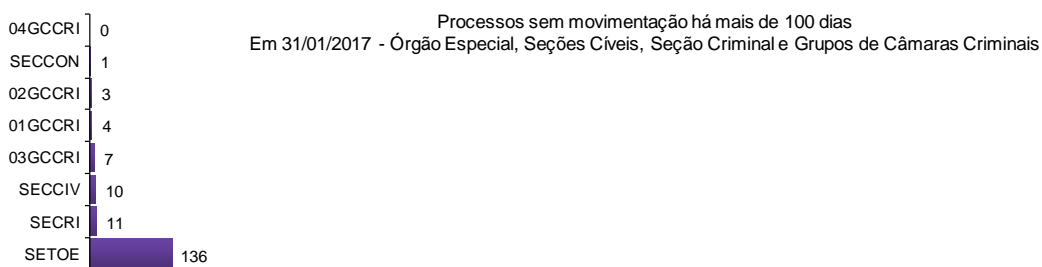 Processos sem movimentação há mais de 100 dias
Em 31/01/2017 - Órgão Especial, Seções Cíveis, Seção Criminal e Grupos de Câmaras Criminais
04GCCRI 0
SECCON 1
02GCCRI 3
01GCCRI 4
03GCCRI 7
SECCIV 10
SECRI 11
SETOE 136